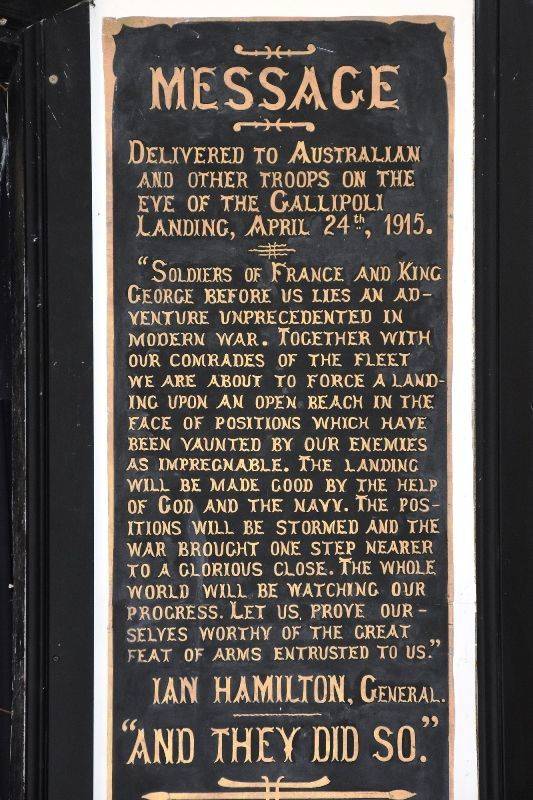 MESSAGE
DELIVERED TO AUSTRALIAN
AND OTHER TROOPS ON THE
EVE OF THE GALLIPOLI
LANDING, APRIL 24th, 1915.
"SOLDIERS OF FRANCE AND KING
GEORGE BEFORE US LIES AN AD-
VENTURE UNPRECEDENTED IN
MODERN WAR. TOGETHER WITH
OUR COMRADES OF THE FLEET
WE ARE ABOUT TO FORCE A LAND-
ING UPON AN OPEN BEACH IN THE
FACE OF POSITIONS WHICH HAVE
BEEN VAUNTED BY OUR ENEMIES
AS IMPREGNABLE. THE LANDING
WILL BE MADE GOOD BY THE HELP
OF GOD AND THE NAVY. THE POS-
ITIONS WILL BE STORMED AND THE
WAR BROUGHT ONE STEP NEARER
TO A GLORIOUS CLOSE. THE WHOLE
WORLD WILL BE WATCHING OUR
PROGRESS. LET US PROVE OUR-
SELVES WORTHY OF THE GREAT
FEAT OF ARMS ENTRUSTED TO US."
IAN HAMILTON, GENERAL.
"AND THEY DID SO."